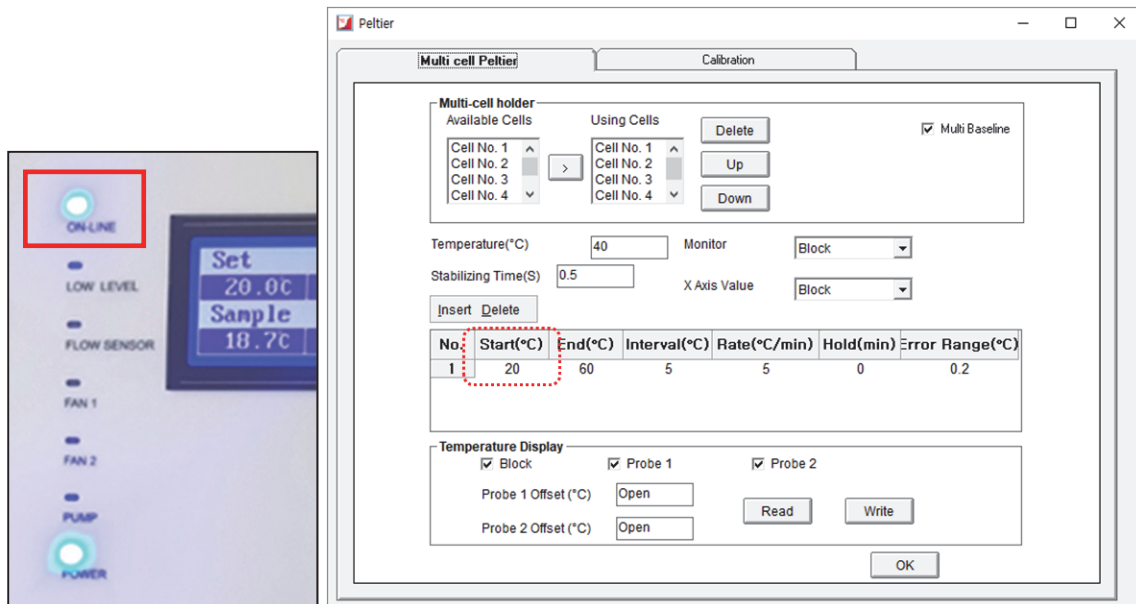 ON-LINE
LOW LEVEL
FLOW SENSOR
FAN 1
FAN 2
PUMP
POWER
Set
20.0C
Sample
18.7C
Peltier
Multi cell Peltier
Calibration
Multi-cell holder
Available Cells
Using Cells
Cell No. 1
Cell No. 2
Cell No. 3
Cell No. 4
>
Cell No. 1
Cell No. 2
Cell No. 3
Cell No. 4
Delete
Up
Down
Multi Baseline
Temperature(°C) 40
Monitor Block
Stabilizing Time(S) 0.5
X Axis Value Block
Insert Delete
No. Start(°C) End(°C) Interval(°C) Rate(°C/min) Hold(min) Error Range(°C)
1 20 60 5 5 0 0.2
Temperature Display
Block Probe 1 Probe 2
Probe 1 Offset (°C) Open
Probe 2 Offset (°C) Open
Read Write
OK